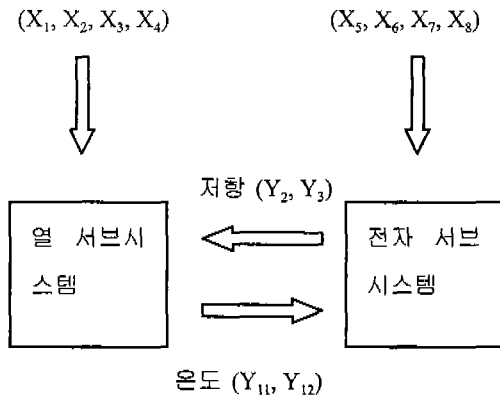 (X₁, X₂, X₃, X₄)
(X₅, X₆, X₇, X₈)
저항 (Y₂, Y₃)
열 서브시
스템
전자 서브
시스템
온도 (Y₁₁, Y₁₂)